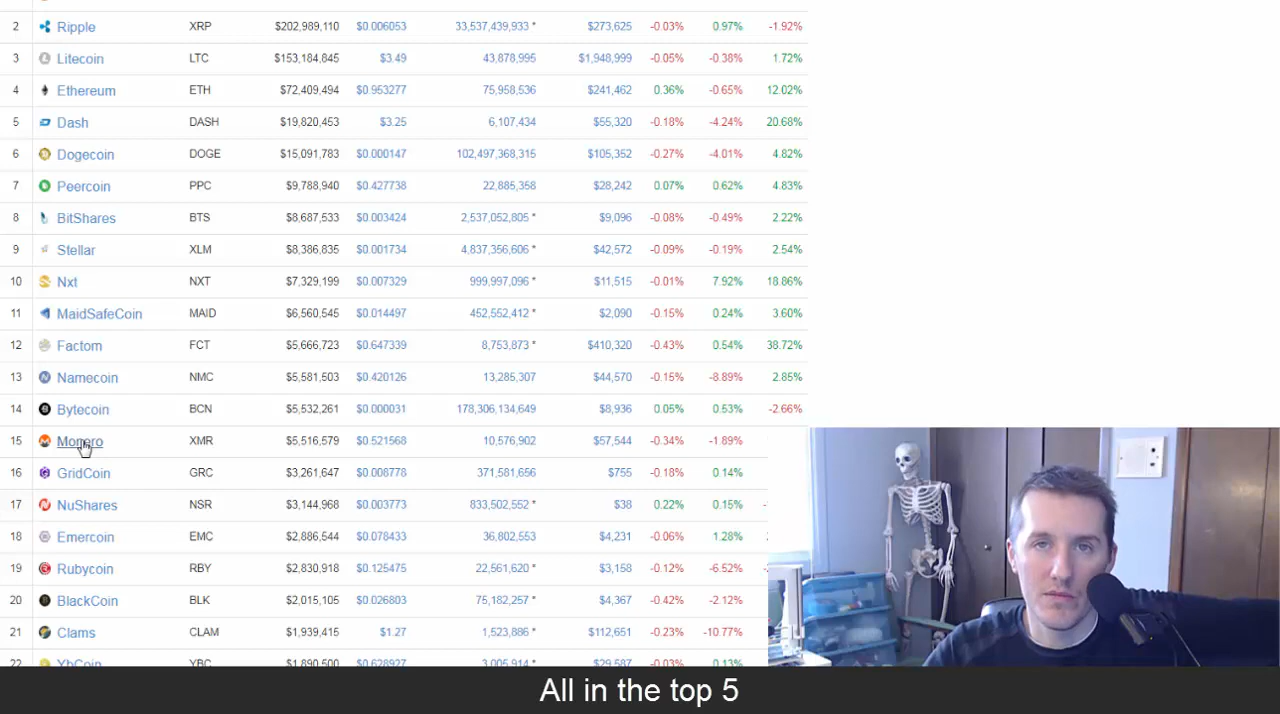 2 Ripple XRP $202,989,110 $0.006053 33,537,439,933 * $273,625 -0.03% 0.97% -1.92%
3 Litecoin LTC $153,184,845 $3.49 43,878,995 $1,948,999 -0.05% -0.38% 1.72%
4 Ethereum ETH $72,409,494 $0.953277 75,958,536 $241,462 0.36% -0.65% 12.02%
5 Dash DASH $19,820,453 $3.25 6,107,434 $55,320 -0.18% -4.24% 20.68%
6 Dogecoin DOGE $15,091,783 $0.000147 102,497,368,315 $105,352 -0.27% -4.01% 4.82%
7 Peercoin PPC $9,788,940 $0.427738 22,885,358 $28,242 0.07% 0.62% 4.83%
8 BitShares BTS $8,687,533 $0.003424 2,537,052,805 * $9,096 -0.08% -0.49% 2.22%
9 Stellar XLM $8,386,835 $0.001734 4,837,356,606 * $42,572 -0.09% -0.19% 2.54%
10 Nxt NXT $7,329,199 $0.007329 999,997,096 * $11,515 -0.01% 7.92% 18.86%
11 MaidSafeCoin MAID $6,560,545 $0.014497 452,552,412 * $2,090 -0.15% 0.24% 3.60%
12 Factom FCT $5,666,723 $0.647339 8,753,873 * $410,320 -0.43% 0.54% 38.72%
13 Namecoin NMC $5,581,503 $0.420126 13,285,307 $44,570 -0.15% -8.89% 2.85%
14 Bytecoin BCN $5,532,261 $0.000031 178,306,134,649 $8,936 0.05% 0.53% -2.66%
15 Monero XMR $5,516,579 $0.521568 10,576,902 $57,544 -0.34% -1.89%
16 GridCoin GRC $3,261,647 $0.008778 371,581,656 $755 -0.18% 0.14%
17 NuShares NSR $3,144,968 $0.003773 833,502,552 * $38 0.22% 0.15%
18 Emercoin EMC $2,886,544 $0.078433 36,802,553 $4,231 -0.06% 1.28%
19 Rubycoin RBY $2,830,918 $0.125475 22,561,620 * $3,158 -0.12% -6.52%
20 BlackCoin BLK $2,015,105 $0.026803 75,182,257 * $4,367 -0.42% -2.12%
21 Clams CLAM $1,939,415 $1.27 1,523,886 * $112,651 -0.23% -10.77%
22 YbCoin YBC $1,890,500 $0.628927 3,005,914 * $29,587 -0.03% 0.13%
All in the top 5